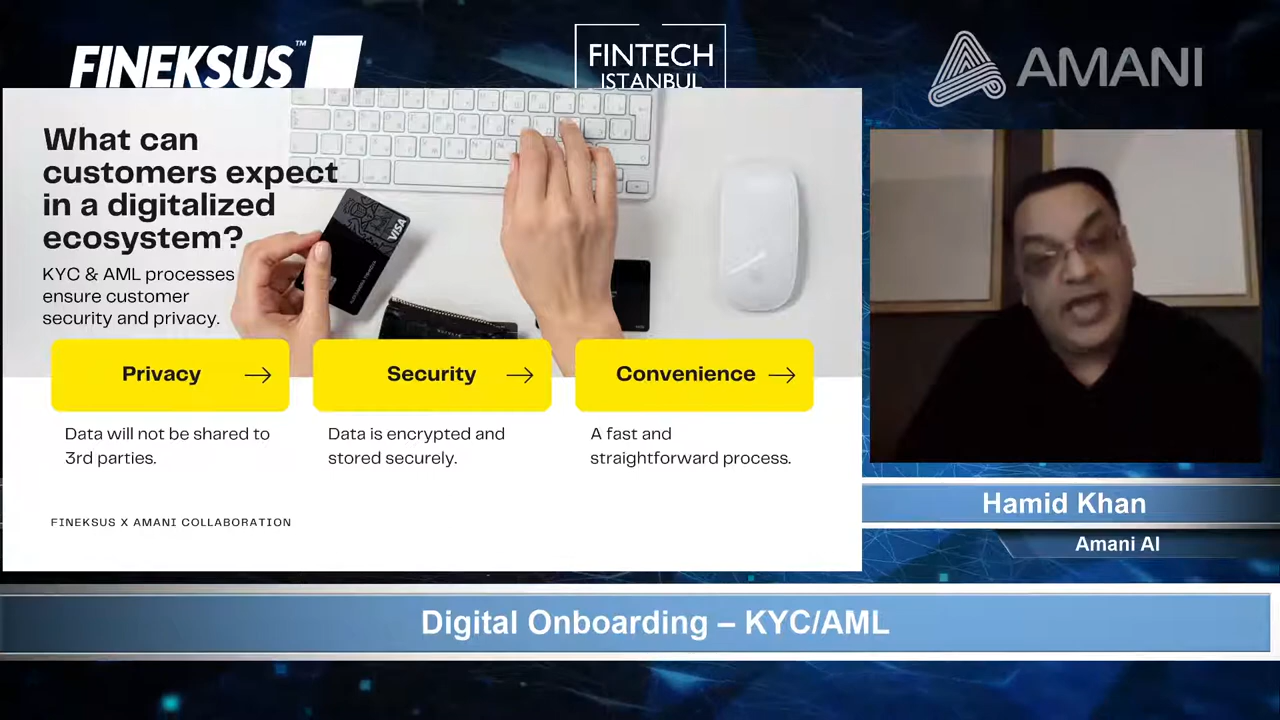 FINEKSUS™
FINTECH
ISTANBUL
AMANI
What can
customers expect
in a digitalized
ecosystem?
KYC & AML processes
ensure customer
security and privacy.
VISA
Privacy
Security
Convenience
Data will not be shared to
3rd parties.
Data is encrypted and
stored securely.
A fast and
straightforward process.
FINEKSUS X AMANI COLLABORATION
Hamid Khan
Amani AI
Digital Onboarding – KYC/AML